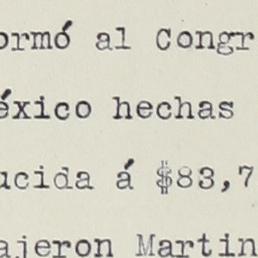 ormó al Congr
éxico hechas
ucida á $83,7
ajeron Martin